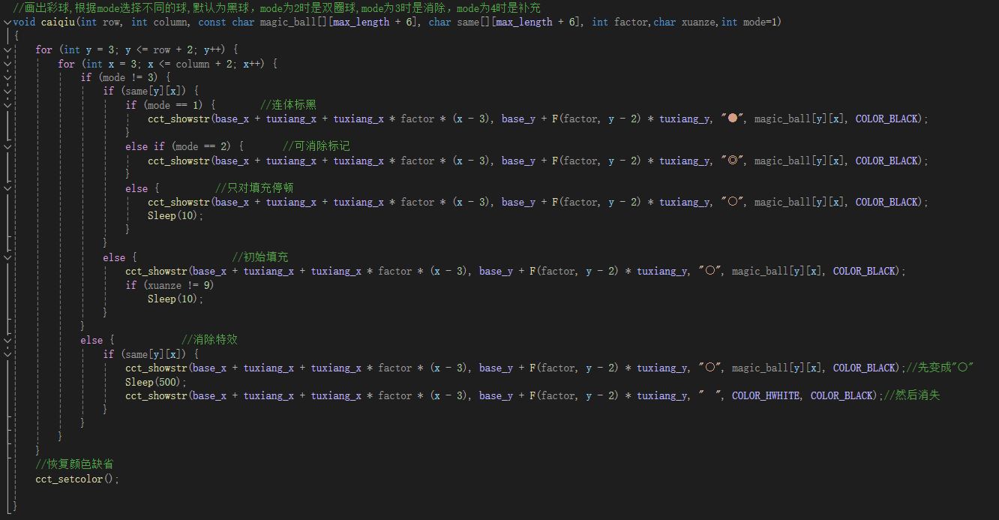 //画出彩球,根据mode选择不同的球,默认为黑球，mode为2时是双圈球,mode为3时是消除，mode为4时是补充
void caiqiu(int row, int column, const char magic_ball[][max_length + 6], char same[][max_length + 6], int factor,char xuanze,int mode=1)
{
for (int y = 3; y <= row + 2; y++) {
for (int x = 3; x <= column + 2; x++) {
if (mode != 3) {
if (same[y][x]) {
if (mode == 1) { //连体标黑
cct_showstr(base_x + tuxiang_x + tuxiang_x * factor * (x - 3), base_y + F(factor, y - 2) * tuxiang_y, "●", magic_ball[y][x], COLOR_BLACK);
}
else if (mode == 2) { //可消除标记
cct_showstr(base_x + tuxiang_x + tuxiang_x * factor * (x - 3), base_y + F(factor, y - 2) * tuxiang_y, "◎", magic_ball[y][x], COLOR_BLACK);
}
else { //只对填充停顿
cct_showstr(base_x + tuxiang_x + tuxiang_x * factor * (x - 3), base_y + F(factor, y - 2) * tuxiang_y, "○", magic_ball[y][x], COLOR_BLACK);
Sleep(10);
}
}
else { //初始填充
cct_showstr(base_x + tuxiang_x + tuxiang_x * factor * (x - 3), base_y + F(factor, y - 2) * tuxiang_y, "○", magic_ball[y][x], COLOR_BLACK);
if (xuanze != 9)
Sleep(10);
}
}
else { //消除特效
if (same[y][x]) {
cct_showstr(base_x + tuxiang_x + tuxiang_x * factor * (x - 3), base_y + F(factor, y - 2) * tuxiang_y, "○", magic_ball[y][x], COLOR_BLACK);//先变成"○"
Sleep(500);
cct_showstr(base_x + tuxiang_x + tuxiang_x * factor * (x - 3), base_y + F(factor, y - 2) * tuxiang_y, "  ", COLOR_HWHITE, COLOR_BLACK);//然后消失
}
}
}
}
//恢复颜色缺省
cct_setcolor();
}